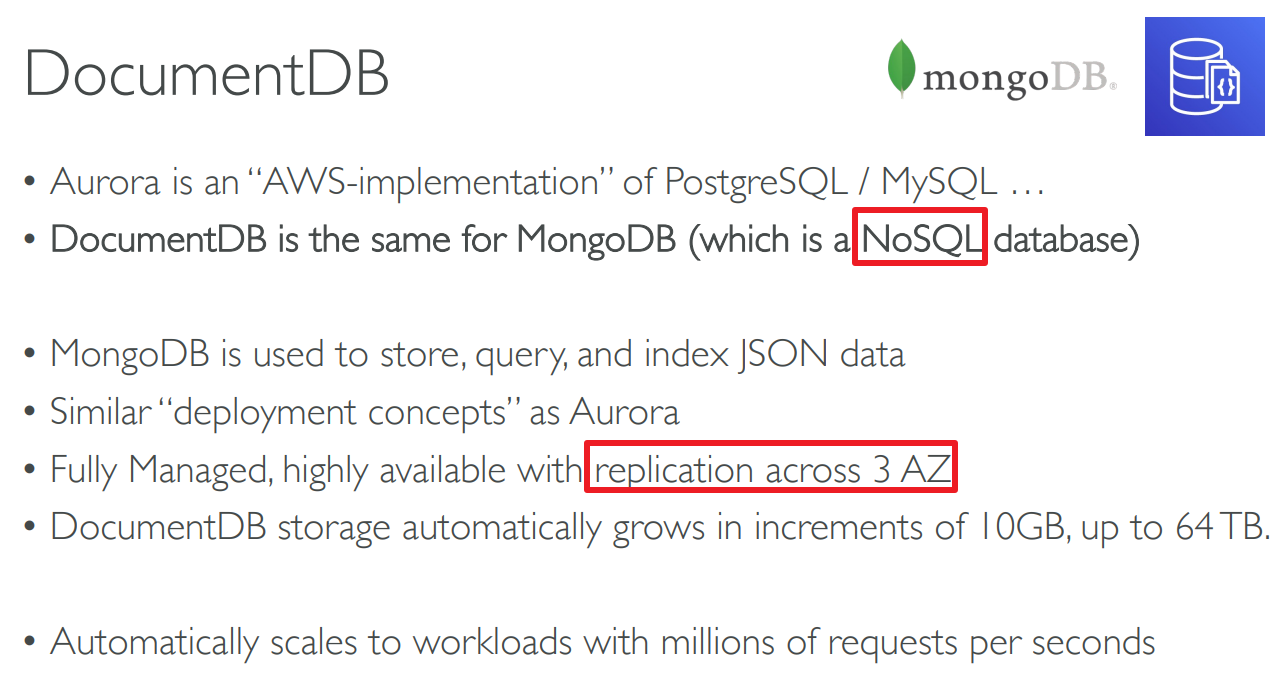 DocumentDB
mongoDB®
{}
• Aurora is an “AWS-implementation” of PostgreSQL / MySQL …
• DocumentDB is the same for MongoDB (which is a NoSQL database)
• MongoDB is used to store, query, and index JSON data
• Similar “deployment concepts” as Aurora
• Fully Managed, highly available with replication across 3 AZ
• DocumentDB storage automatically grows in increments of 10GB, up to 64 TB.
• Automatically scales to workloads with millions of requests per seconds